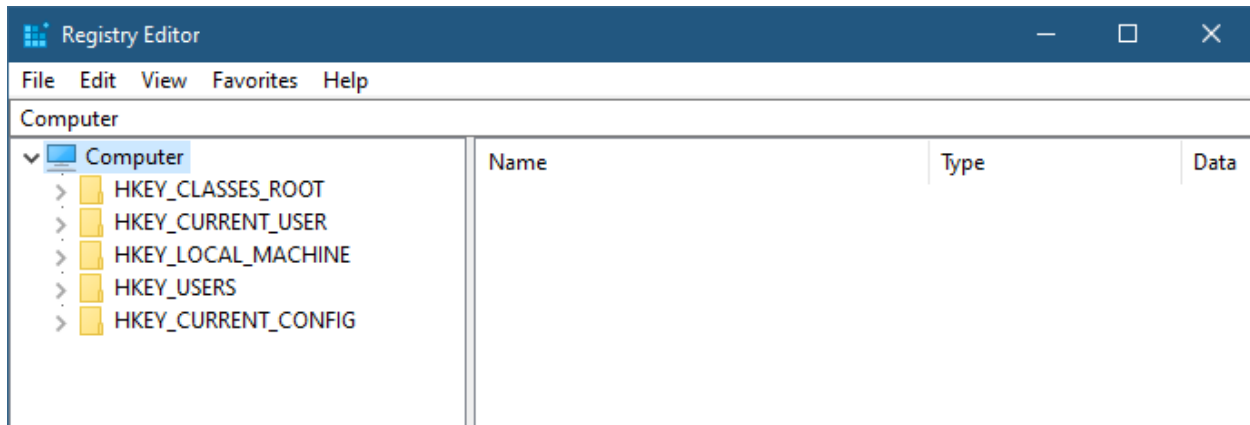 Registry Editor
File Edit View Favorites Help
Computer
Computer
HKEY_CLASSES_ROOT
HKEY_CURRENT_USER
HKEY_LOCAL_MACHINE
HKEY_USERS
HKEY_CURRENT_CONFIG
Name Type Data